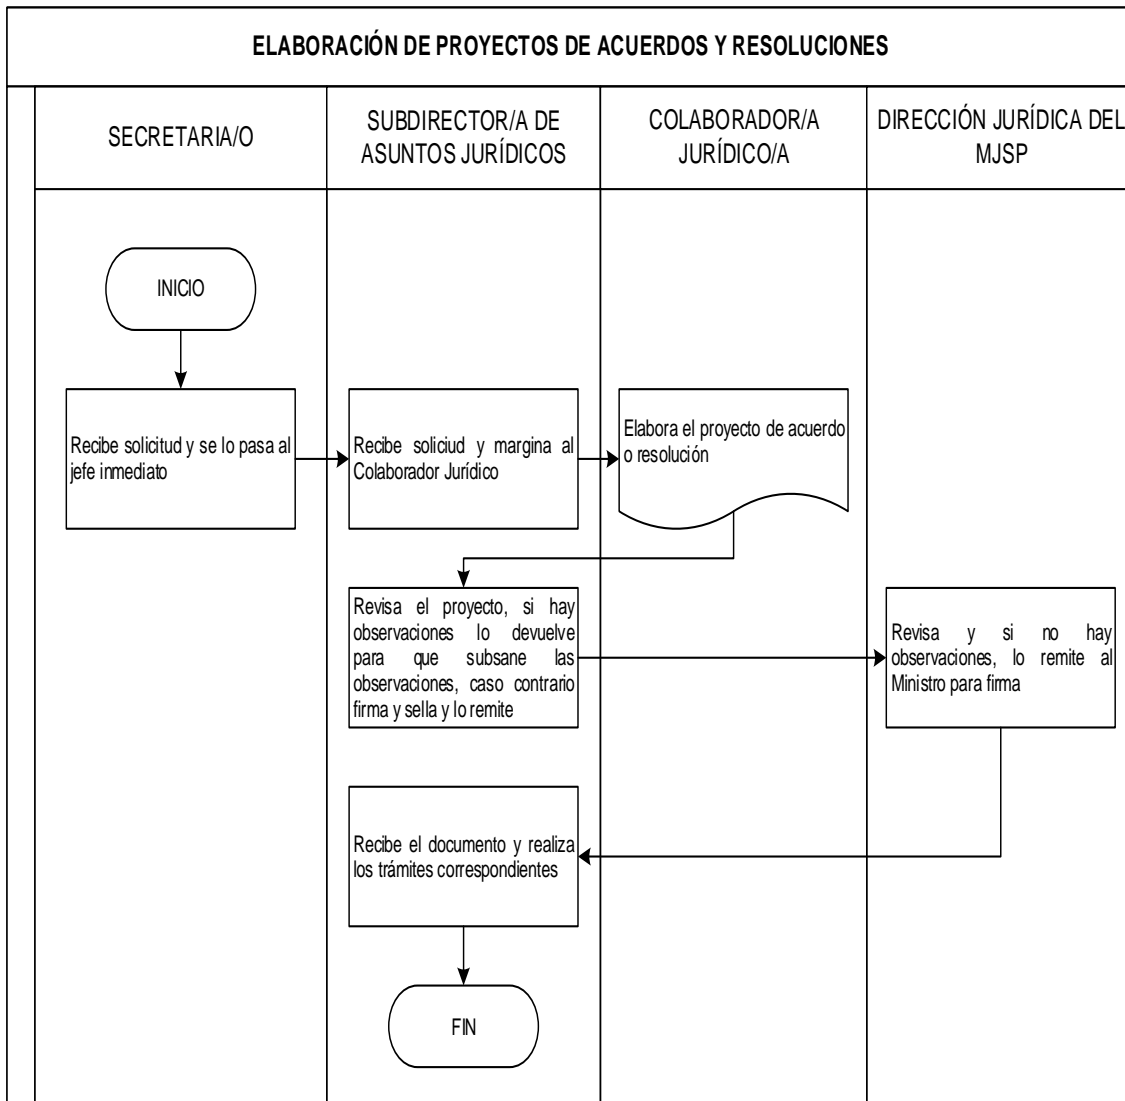 ELABORACIÓN DE PROYECTOS DE ACUERDOS Y RESOLUCIONES
SECRETARIA/O
SUBDIRECTOR/A DE
ASUNTOS JURÍDICOS
COLABORADOR/A
JURÍDICO/A
DIRECCIÓN JURÍDICA DEL
MJSP
INICIO
Recibe solicitud y se lo pasa al
jefe inmediato
Recibe soliciud y margina al
Colaborador Jurídico
Elabora el proyecto de acuerdo
o resolución
Revisa el proyecto, si hay
observaciones lo devuelve
para que subsane las
observaciones, caso contrario
firma y sella y lo remite
Revisa y si no hay
observaciones, lo remite al
Ministro para firma
Recibe el documento y realiza
los trámites correspondientes
FIN